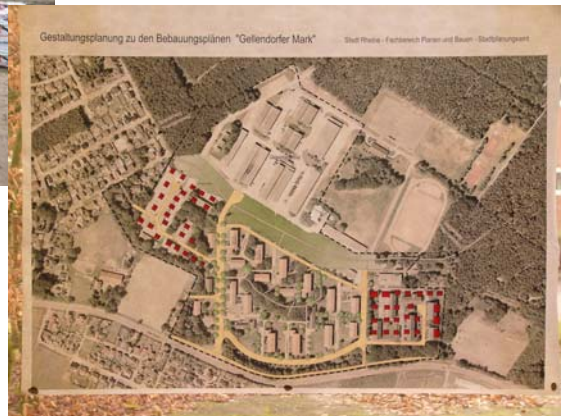 Gestaltungsplanung zu den Bebauungsplänen "Gellendorfer Mark"
Stadt Rheine - Fachbereich Planen und Bauen - Stadtplanungsamt